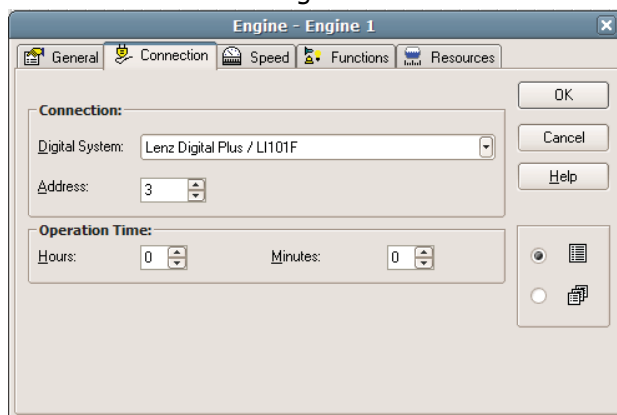 Engine - Engine 1
General Connection Speed Functions Resources
Connection:
Digital System: Lenz Digital Plus / LI101F
Address: 3
Operation Time:
Hours: 0 Minutes: 0
OK
Cancel
Help